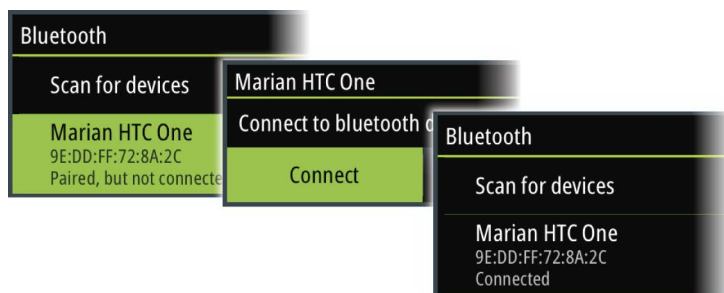 Bluetooth
Scan for devices
Marian HTC One
9E:DD:FF:72:8A:2C
Paired, but not connecte
Marian HTC One
Connect to bluetooth d
Connect
Bluetooth
Scan for devices
Marian HTC One
9E:DD:FF:72:8A:2C
Connected